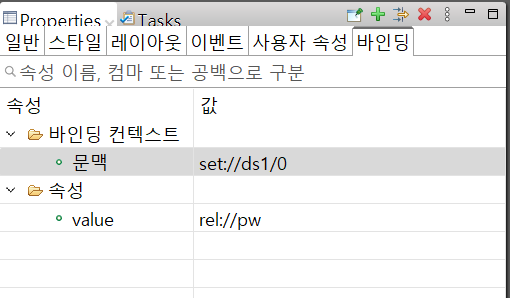 Properties Tasks
일반 스타일 레이아웃 이벤트 사용자 속성 바인딩
속성 이름, 컴마 또는 공백으로 구분
속성 값
바인딩 컨텍스트
문맥 set://ds1/0
속성
value rel://pw